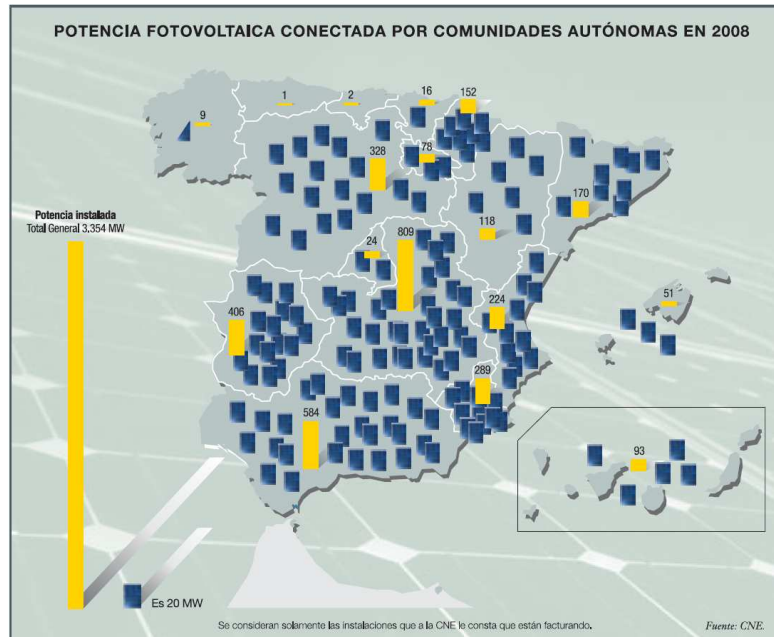 POTENCIA FOTOVOLTAICA CONECTADA POR COMUNIDADES AUTÓNOMAS EN 2008
9
1
2
16
152
328
78
118
170
Potencia instalada
Total General 3.354 MW
24
809
51
406
224
289
584
93
Es 20 MW
Se consideran solamente las instalaciones que a la CNE le consta que están facturando.
Fuente: CNE.